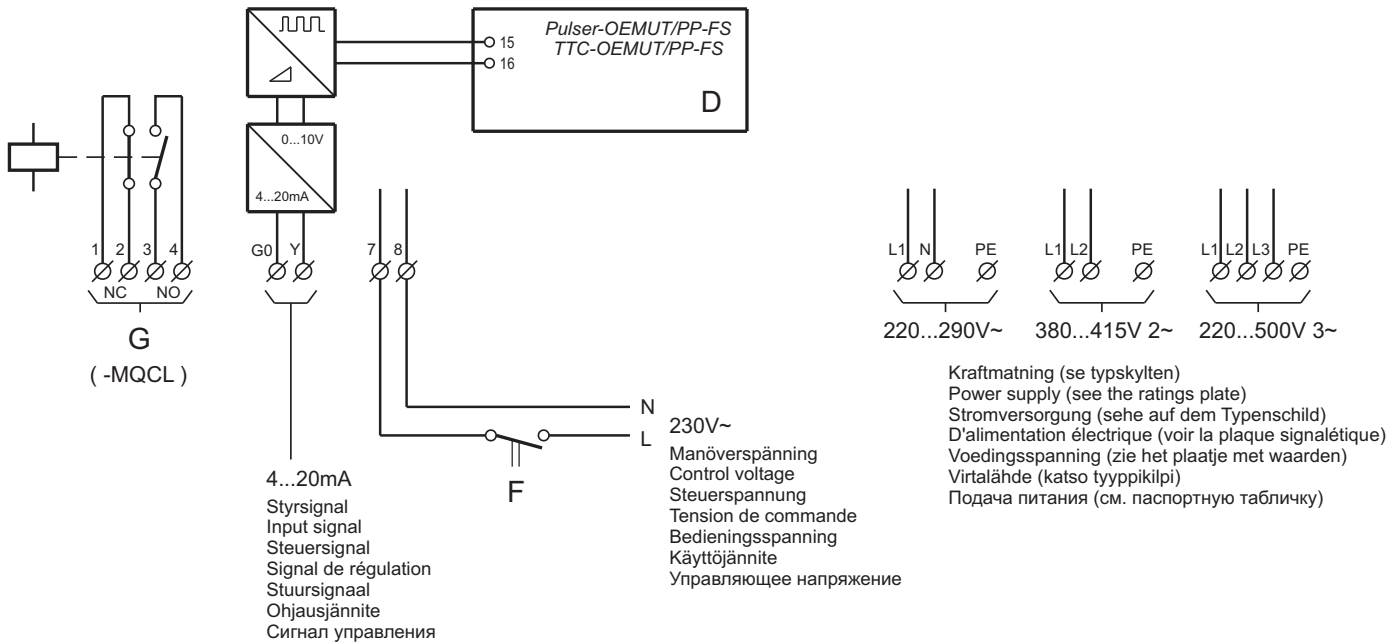 Pulser-OEMUT/PP-FS
TTC-OEMUT/PP-FS
15
16
D
0...10V
4...20mA
1 2 3 4
NC NO
G
( -MQCL )
G0 Y
7 8
4...20mA
Styrsignal
Input signal
Steuersignal
Signal de régulation
Stuursignaal
Ohjausjännite
Сигнал управления
N
L
F
230V~
Manöverspänning
Control voltage
Steuerspannung
Tension de commande
Bedieningsspanning
Käyttöjännite
Управляющее напряжение
L1 N PE
220...290V~
L1 L2 PE
380...415V 2~
L1 L2 L3 PE
220...500V 3~
Kraftmatning (se typskylten)
Power supply (see the ratings plate)
Stromversorgung (sehe auf dem Typenschild)
D'alimentation électrique (voir la plaque signalétique)
Voedingsspanning (zie het plaatje met waarden)
Virtalähde (katso tyyppikilpi)
Подача питания (см. паспортную табличку)